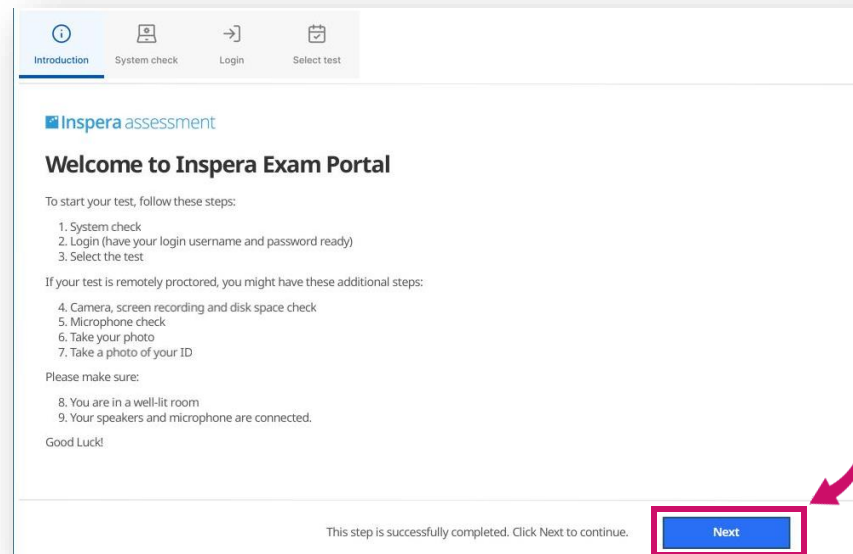 Introduction
System check
Login
Select test
Inspera assessment
Welcome to Inspera Exam Portal
To start your test, follow these steps:
1. System check
2. Login (have your login username and password ready)
3. Select the test
If your test is remotely proctored, you might have these additional steps:
4. Camera, screen recording and disk space check
5. Microphone check
6. Take your photo
7. Take a photo of your ID
Please make sure:
8. You are in a well-lit room
9. Your speakers and microphone are connected.
Good Luck!
This step is successfully completed. Click Next to continue.
Next